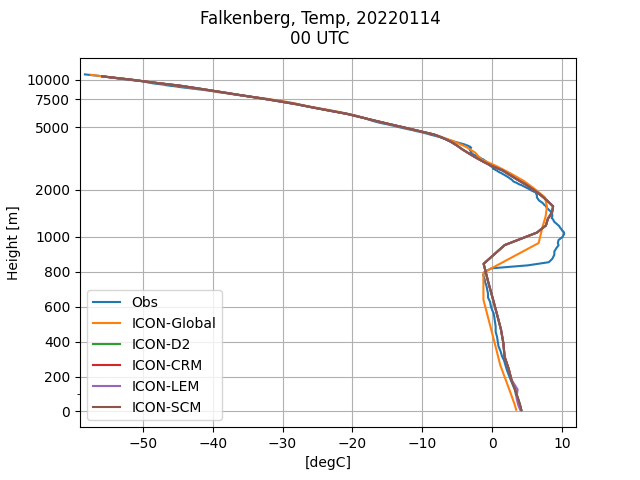 Falkenberg, Temp, 20220114
00 UTC
Height [m]
10000
7500
5000
2000
1000
800
600
400
200
0
Obs
ICON-Global
ICON-D2
ICON-CRM
ICON-LEM
ICON-SCM
−50
−40
−30
−20
−10
0
10
[degC]